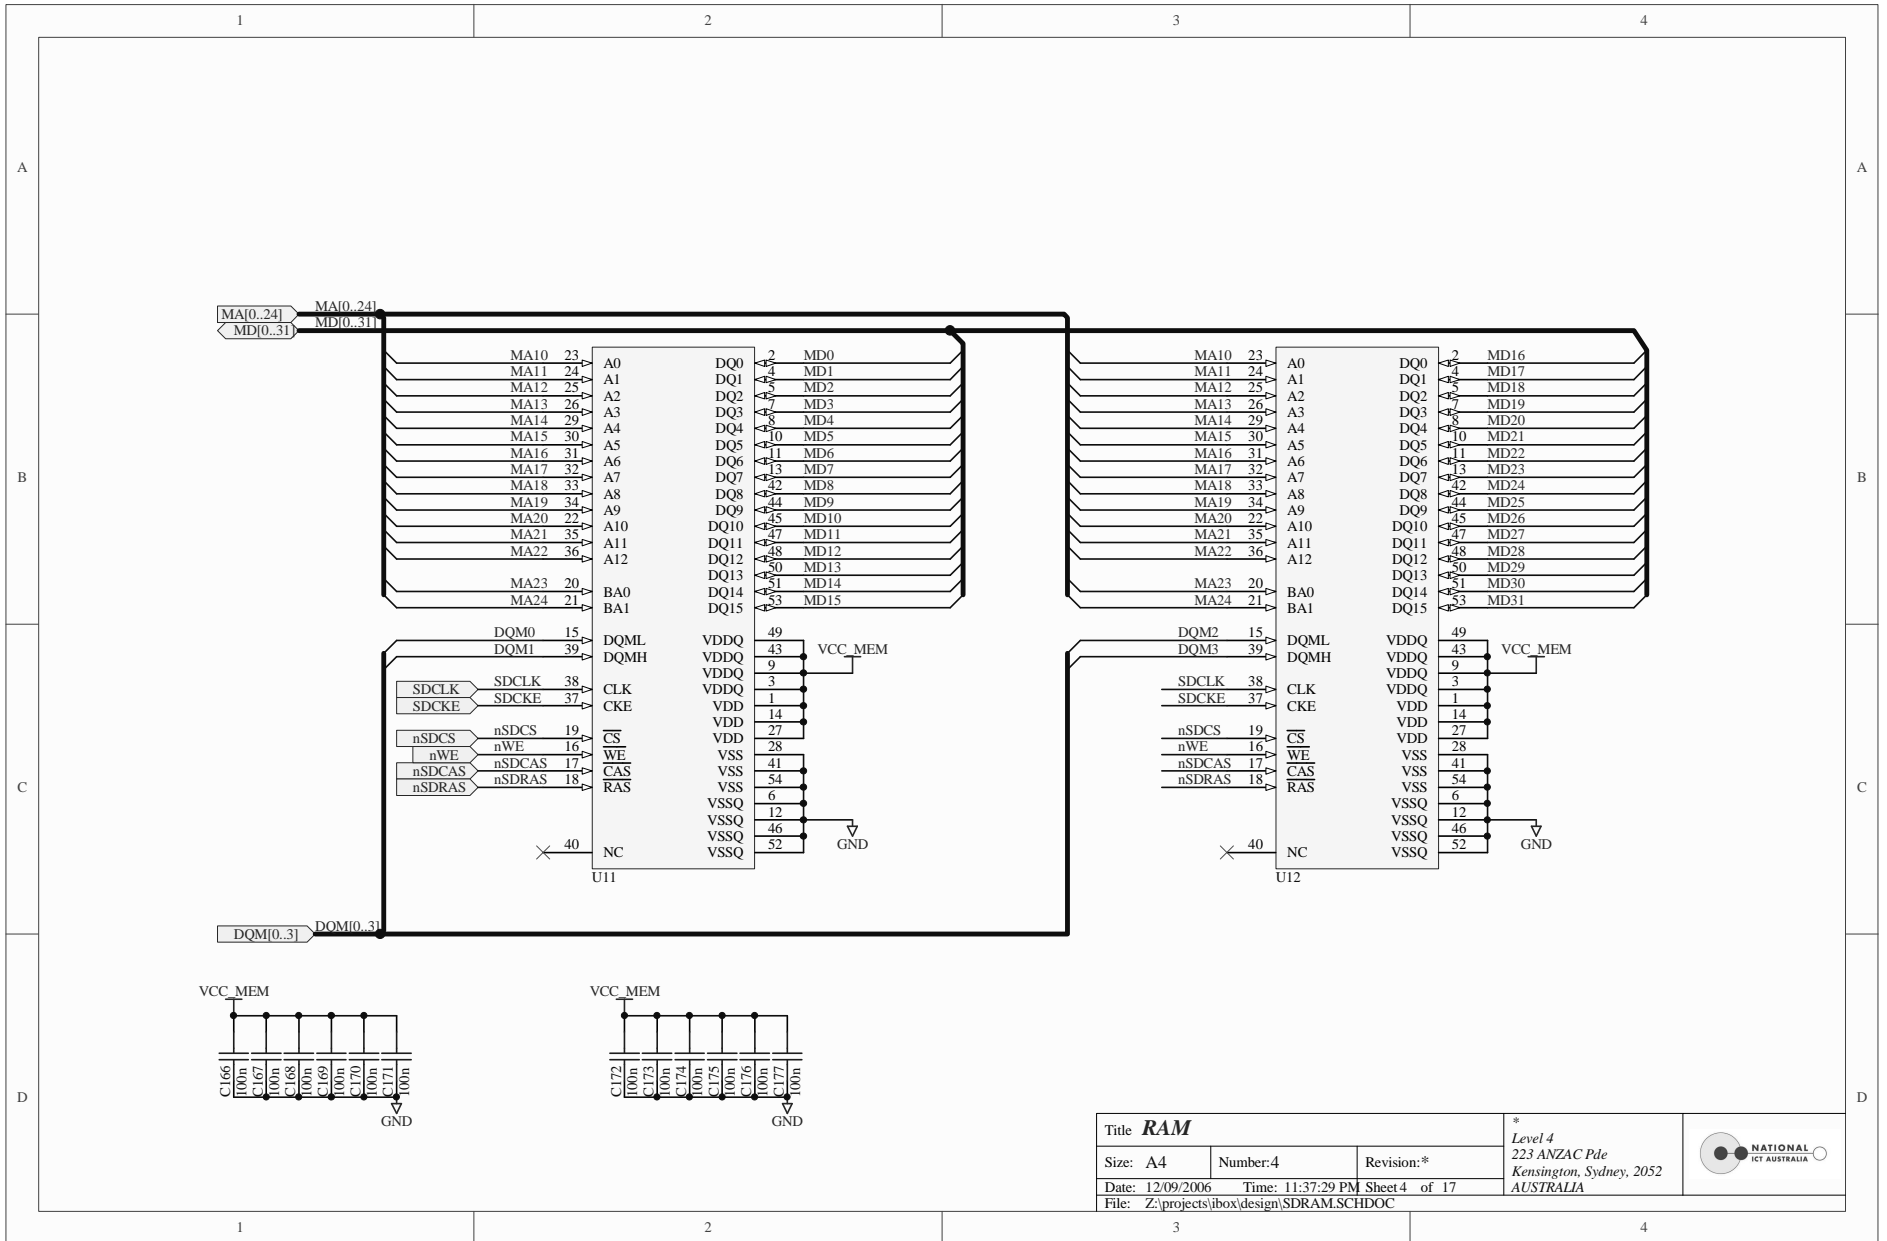 1 2 3 4
A A
MA[0..24] MA[0..24]
MD[0..31] MD[0..31]
MA10 23 A0 DQ0 2 MD0 MA10 23 A0 DQ0 2 MD16
MA11 24 A1 DQ1 4 MD1 MA11 24 A1 DQ1 4 MD17
MA12 25 A2 DQ2 5 MD2 MA12 25 A2 DQ2 5 MD18
MA13 26 A3 DQ3 7 MD3 MA13 26 A3 DQ3 7 MD19
MA14 29 A4 DQ4 8 MD4 MA14 29 A4 DQ4 8 MD20
MA15 30 A5 DQ5 10 MD5 MA15 30 A5 DQ5 10 MD21
MA16 31 A6 DQ6 11 MD6 MA16 31 A6 DQ6 11 MD22
B MA17 32 A7 DQ7 13 MD7 MA17 32 A7 DQ7 13 MD23 B
MA18 33 A8 DQ8 42 MD8 MA18 33 A8 DQ8 42 MD24
MA19 34 A9 DQ9 44 MD9 MA19 34 A9 DQ9 44 MD25
MA20 22 A10 DQ10 45 MD10 MA20 22 A10 DQ10 45 MD26
MA21 35 A11 DQ11 47 MD11 MA21 35 A11 DQ11 47 MD27
MA22 36 A12 DQ12 48 MD12 MA22 36 A12 DQ12 48 MD28
DQ13 50 MD13 DQ13 50 MD29
MA23 20 BA0 DQ14 51 MD14 MA23 20 BA0 DQ14 51 MD30
MA24 21 BA1 DQ15 53 MD15 MA24 21 BA1 DQ15 53 MD31
DQM0 15 DQML VDDQ 49 DQM2 15 DQML VDDQ 49
DQM1 39 DQMH VDDQ 43 VCC_MEM DQM3 39 DQMH VDDQ 43 VCC_MEM
VDDQ 9 VDDQ 9
SDCLK SDCLK 38 CLK VDDQ 3 SDCLK 38 CLK VDDQ 3
SDCKE SDCKE 37 CKE VDD 1 SDCKE 37 CKE VDD 1
VDD 14 VDD 14
nSDCS nSDCS 19 CS VDD 27 nSDCS 19 CS VDD 27
nWE nWE 16 WE VSS 28 nWE 16 WE VSS 28
nSDCAS nSDCAS 17 CAS VSS 41 nSDCAS 17 CAS VSS 41
C nSDRAS nSDRAS 18 RAS VSS 54 nSDRAS 18 RAS VSS 54 C
VSSQ 6 VSSQ 6
VSSQ 12 VSSQ 12
VSSQ 46 GND VSSQ 46 GND
40 NC VSSQ 52 40 NC VSSQ 52
U11 U12
DQM[0..3] DQM[0..3]
VCC_MEM VCC_MEM
C166 100n C167 100n C168 100n C169 100n C170 100n C171 100n C172 100n C173 100n C174 100n C175 100n C176 100n C177 100n
D D
GND GND
Title RAM
Size: A4 Number:4 Revision:*
Date: 12/09/2006 Time: 11:37:29 PM Sheet 4 of 17
File: Z:\projects\ibox\design\SDRAM.SCHDOC
*
Level 4
223 ANZAC Pde
Kensington, Sydney, 2052
AUSTRALIA
NATIONAL
ICT AUSTRALIA
1 2 3 4